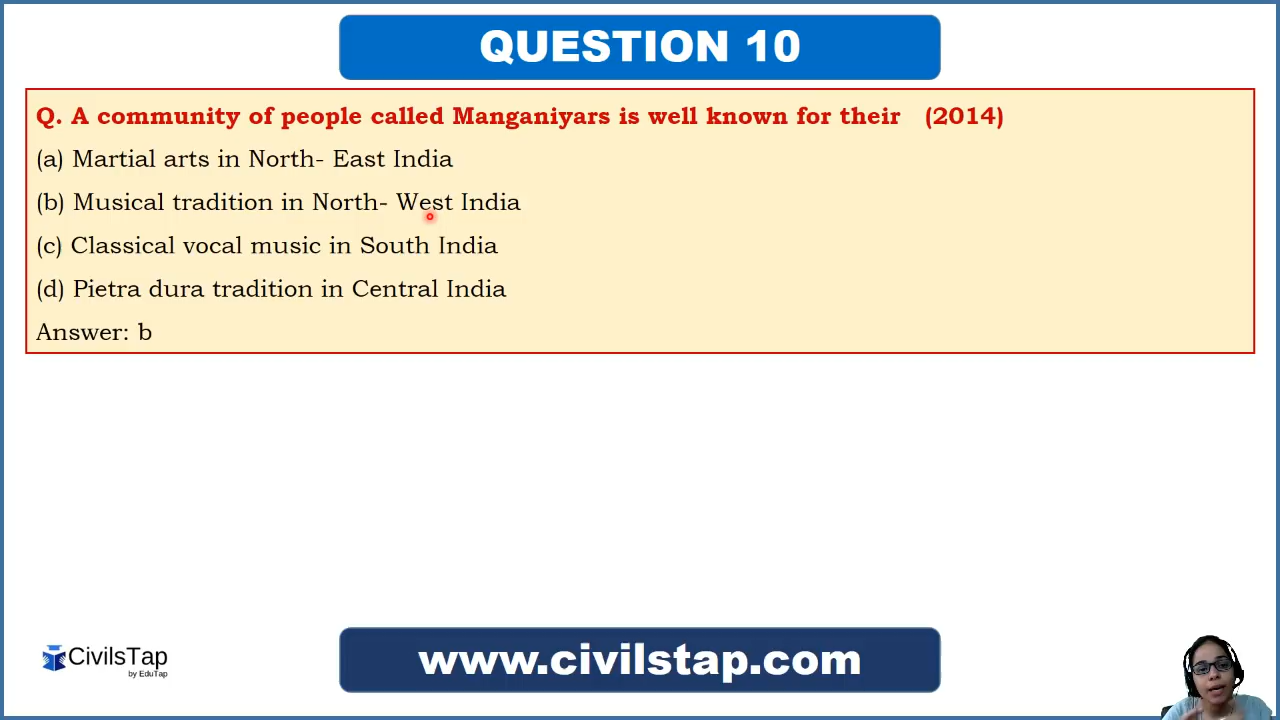 QUESTION 10
Q. A community of people called Manganiyars is well known for their (2014)
(a) Martial arts in North- East India
(b) Musical tradition in North- West India
(c) Classical vocal music in South India
(d) Pietra dura tradition in Central India
Answer: b
CivilsTap
by EduTap
www.civilstap.com